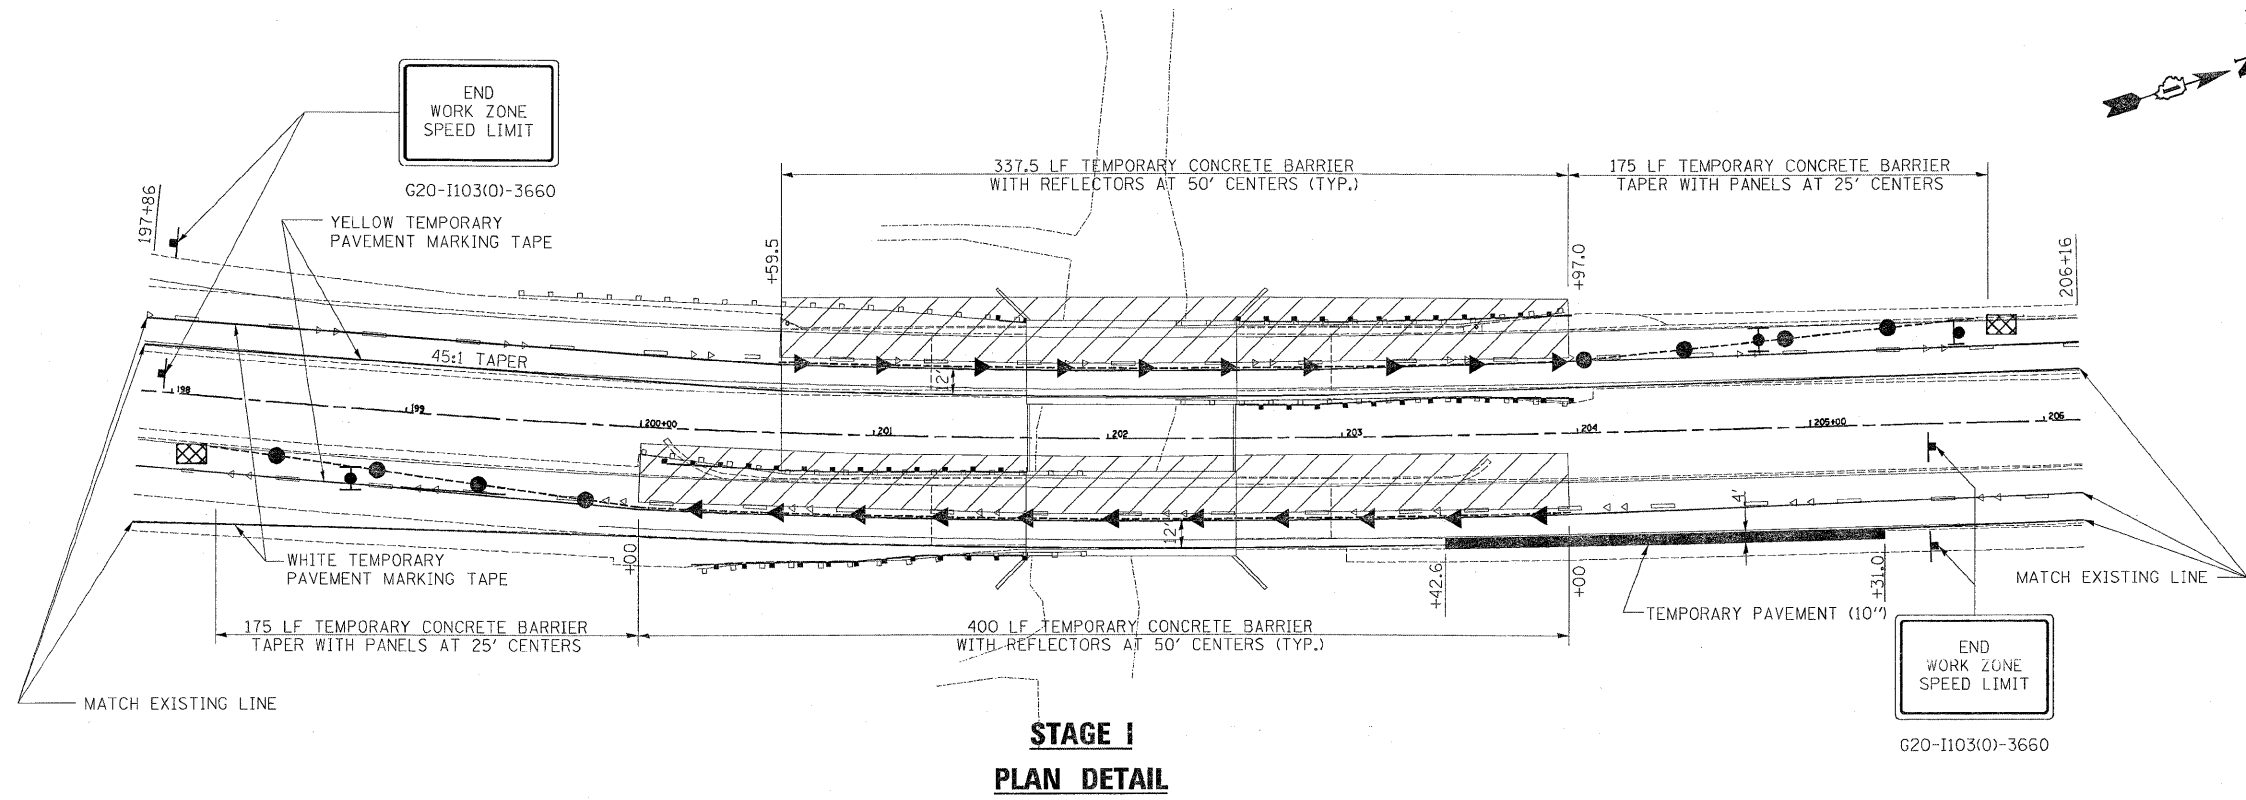 END
WORK ZONE
SPEED LIMIT
G20-I103(O)-3660
337.5 LF TEMPORARY CONCRETE BARRIER
WITH REFLECTORS AT 50' CENTERS (TYP.)
175 LF TEMPORARY CONCRETE BARRIER
TAPER WITH PANELS AT 25' CENTERS
197+86
YELLOW TEMPORARY
PAVEMENT MARKING TAPE
+59.5
+97.0
206+16
45:1 TAPER
12'
198
199
200+00
201
202
203
204
205+00
206
4'
12'
WHITE TEMPORARY
PAVEMENT MARKING TAPE
+00
+42.6
+00
+31.0
MATCH EXISTING LINE
TEMPORARY PAVEMENT (10'')
175 LF TEMPORARY CONCRETE BARRIER
TAPER WITH PANELS AT 25' CENTERS
400 LF TEMPORARY CONCRETE BARRIER
WITH REFLECTORS AT 50' CENTERS (TYP.)
END
WORK ZONE
SPEED LIMIT
G20-I103(O)-3660
MATCH EXISTING LINE
STAGE I
PLAN DETAIL